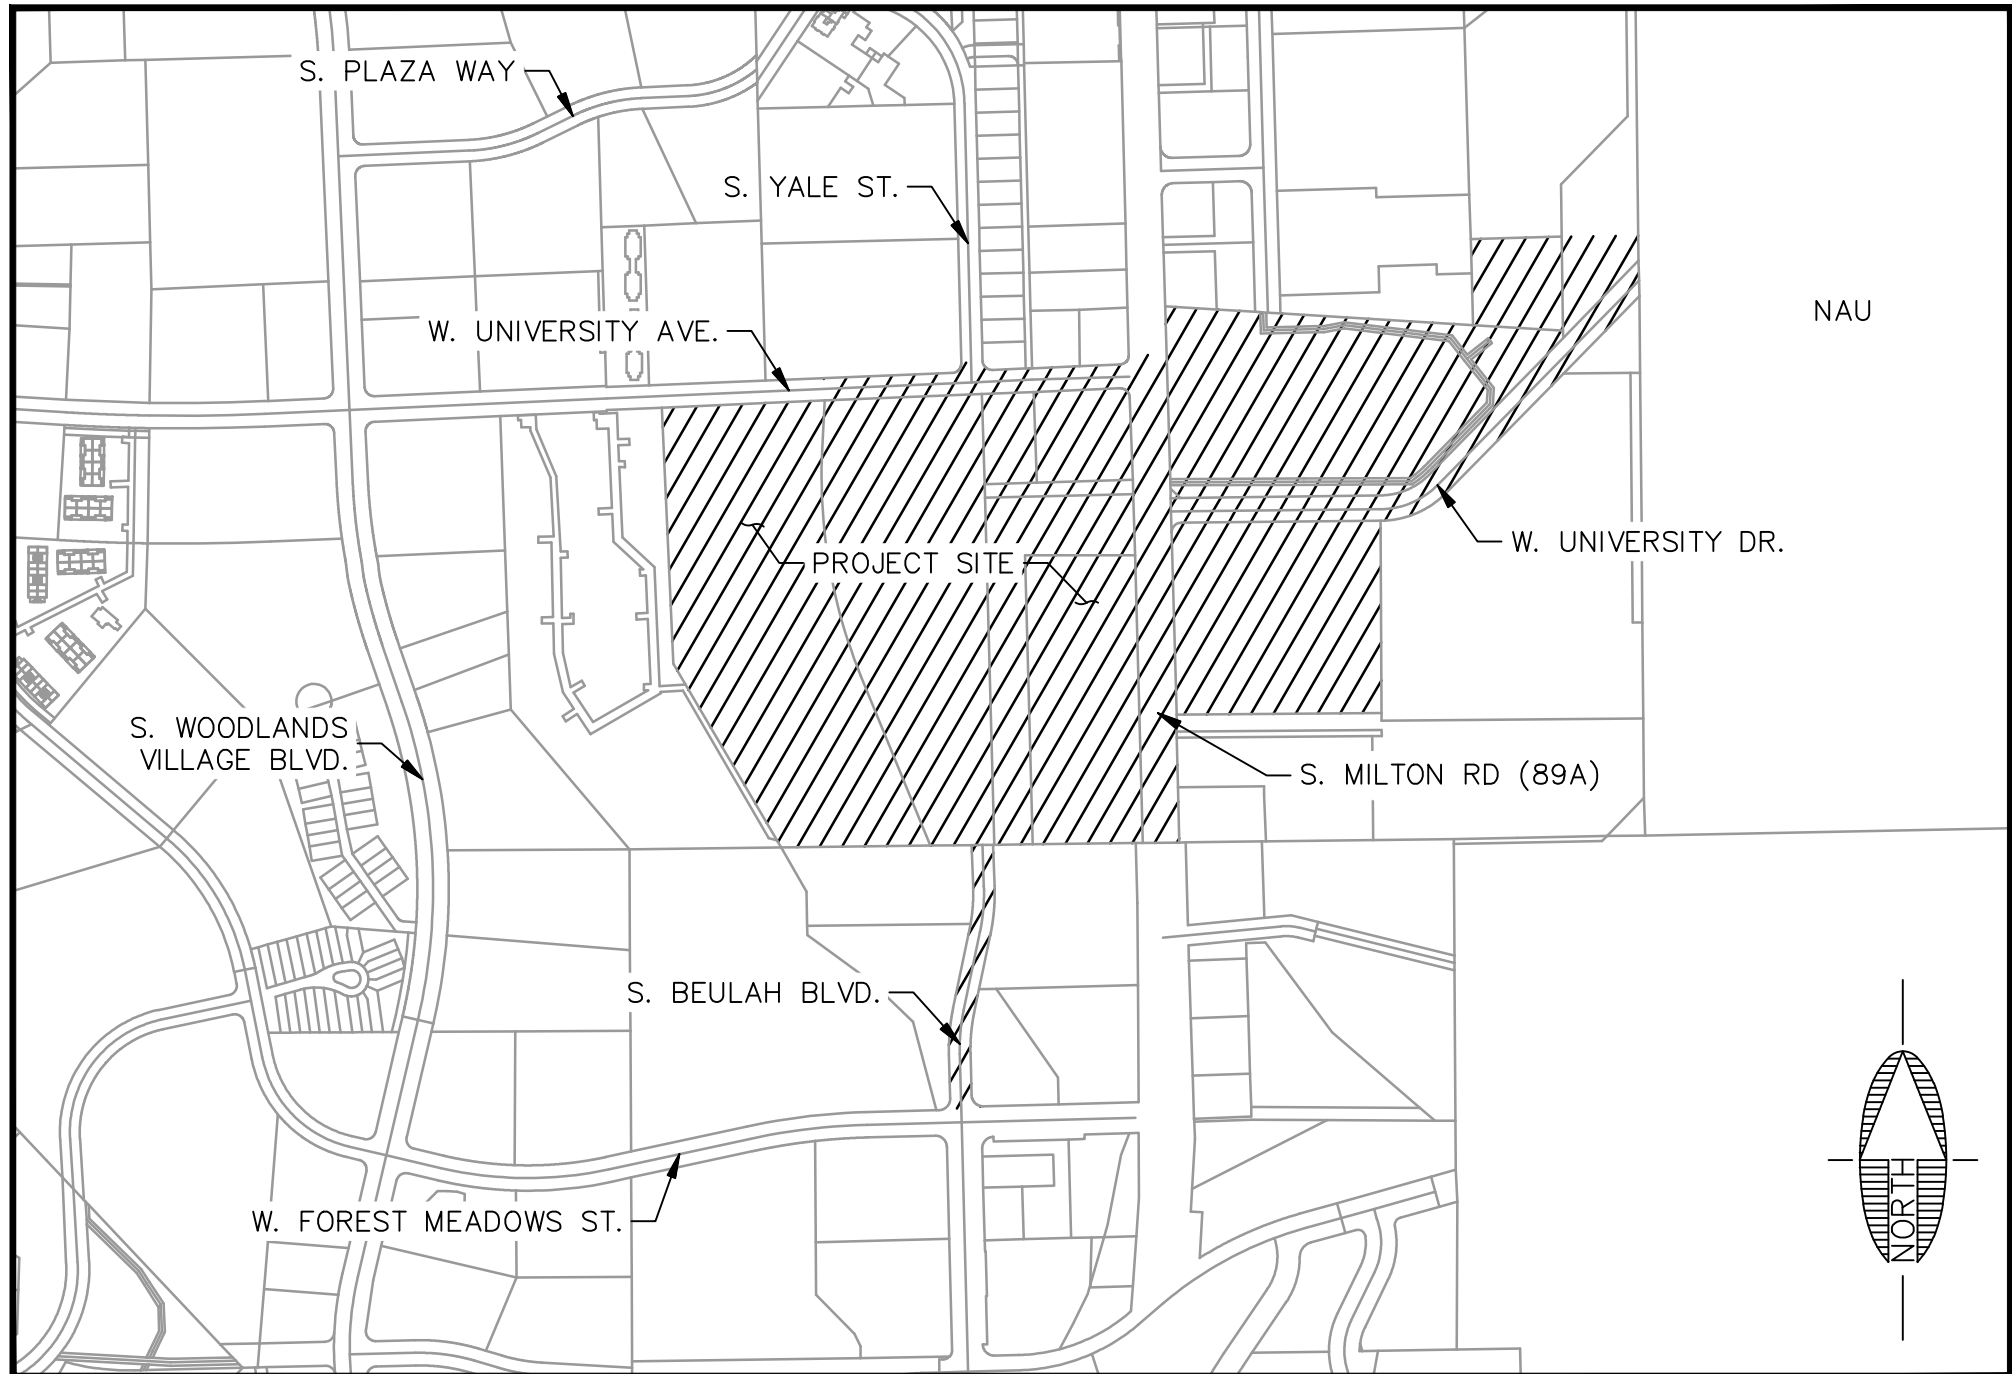 S. PLAZA WAY
S. YALE ST.
NAU
W. UNIVERSITY AVE.
W. UNIVERSITY DR.
PROJECT SITE
S. WOODLANDS
VILLAGE BLVD.
S. MILTON RD (89A)
S. BEULAH BLVD.
W. FOREST MEADOWS ST.
NORTH